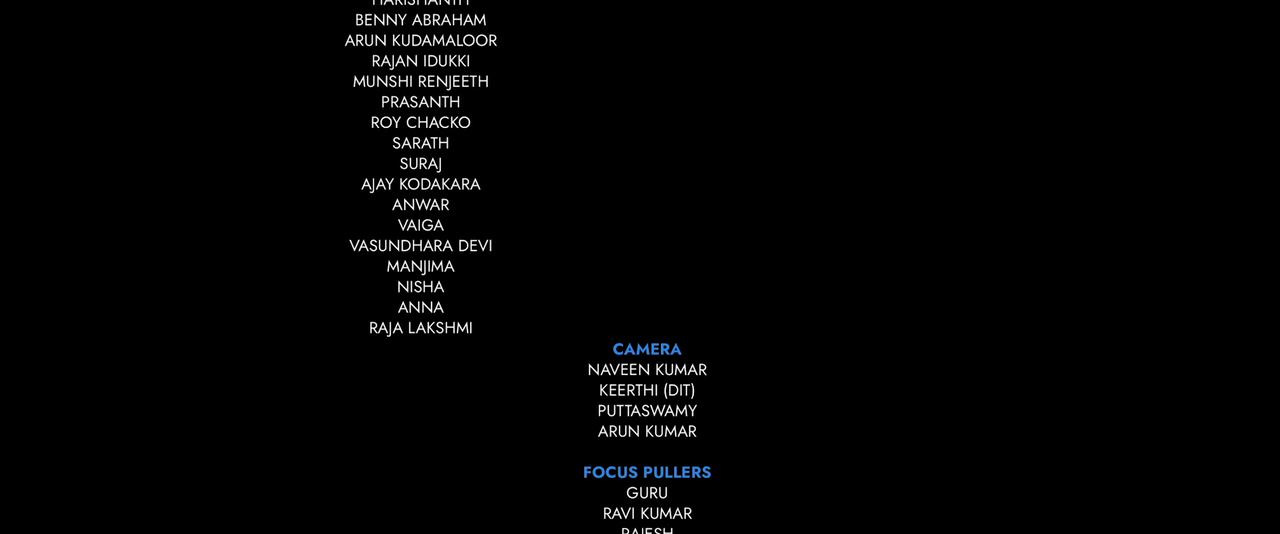 HARISHANTH
BENNY ABRAHAM
ARUN KUDAMALOOR
RAJAN IDUKKI
MUNSHI RENJEETH
PRASANTH
ROY CHACKO
SARATH
SURAJ
AJAY KODAKARA
ANWAR
VAIGA
VASUNDHARA DEVI
MANJIMA
NISHA
ANNA
RAJA LAKSHMI
CAMERA
NAVEEN KUMAR
KEERTHI (DIT)
PUTTASWAMY
ARUN KUMAR
FOCUS PULLERS
GURU
RAVI KUMAR
RAJESH